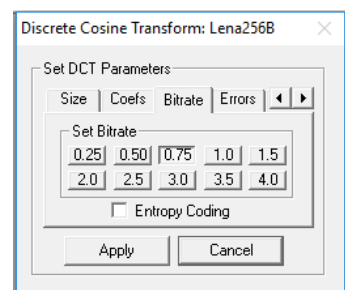 Discrete Cosine Transform: Lena256B
Set DCT Parameters
Size Coefs Bitrate Errors
Set Bitrate
0.25 0.50 0.75 1.0 1.5
2.0 2.5 3.0 3.5 4.0
Entropy Coding
Apply Cancel